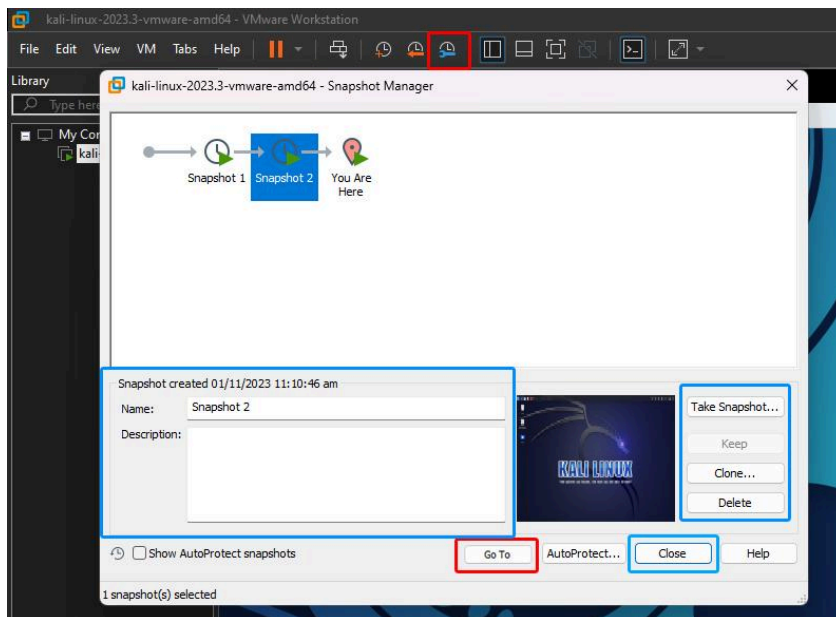 kali-linux-2023.3-vmware-amd64 - VMware Workstation
File Edit View VM Tabs Help
Library
Type here
My Cor
kali-
kali-linux-2023.3-vmware-amd64 - Snapshot Manager
Snapshot 1 Snapshot 2 You Are
Here
Snapshot created 01/11/2023 11:10:46 am
Name: Snapshot 2
Description:
KALI LINUX
Take Snapshot...
Keep
Clone...
Delete
Show AutoProtect snapshots Go To AutoProtect... Close Help
1 snapshot(s) selected